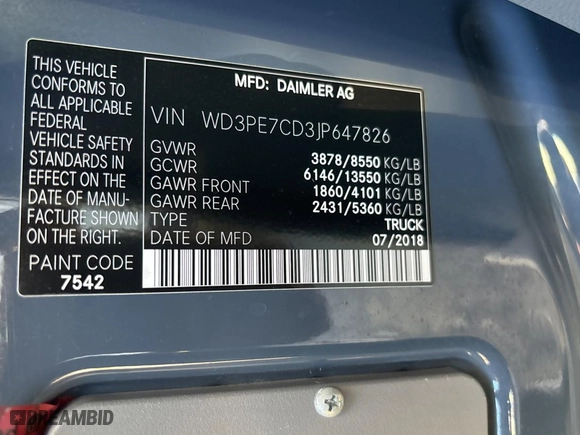 THIS VEHICLE
CONFORMS TO
ALL APPLICABLE
FEDERAL
VEHICLE SAFETY
STANDARDS IN
EFFECT ON THE
DATE OF MANU-
FACTURE SHOWN
ON THE RIGHT.
PAINT CODE
7542
MFD: DAIMLER AG
VIN WD3PE7CD3JP647826
GVWR 3878/8550 KG/LB
GCWR 6146/13550 KG/LB
GAWR FRONT 1860/4101 KG/LB
GAWR REAR 2431/5360 KG/LB
TYPE TRUCK
DATE OF MFD 07/2018
DREAMBID